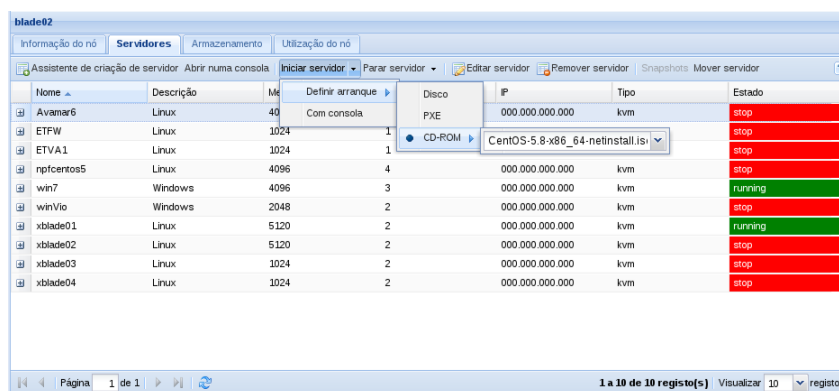 blade02
Informação do nó Servidores Armazenamento Utilização do nó
Assistente de criação de servidor Abrir numa consola Iniciar servidor Parar servidor Editar servidor Remover servidor Snapshots Mover servidor
Nome Descrição IP Tipo Estado
Definir arranque
Com consola
Disco
PXE
CD-ROM
CentOS-5.8-x86_64-netinstall.is
Avamar6 Linux 000.000.000.000 kvm stop
ETFW Linux 1024 1 stop
ETVA1 Linux 1024 1 stop
npfcentos5 Linux 4096 4 000.000.000.000 kvm stop
win7 Windows 4096 3 000.000.000.000 kvm running
winVio Windows 2048 2 000.000.000.000 kvm stop
xblade01 Linux 5120 2 000.000.000.000 kvm running
xblade02 Linux 5120 2 000.000.000.000 kvm stop
xblade03 Linux 1024 2 000.000.000.000 kvm stop
xblade04 Linux 1024 2 000.000.000.000 kvm stop
Página 1 de 1 1 a 10 de 10 registo(s) Visualizar 10 registo